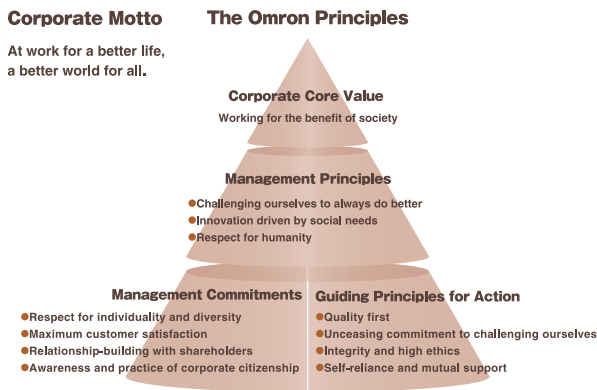 Corporate Motto
At work for a better life,
a better world for all.
The Omron Principles
Corporate Core Value
Working for the benefit of society
Management Principles
●Challenging ourselves to always do better
●Innovation driven by social needs
●Respect for humanity
Management Commitments
●Respect for individuality and diversity
●Maximum customer satisfaction
●Relationship-building with shareholders
●Awareness and practice of corporate citizenship
Guiding Principles for Action
●Quality first
●Unceasing commitment to challenging ourselves
●Integrity and high ethics
●Self-reliance and mutual support